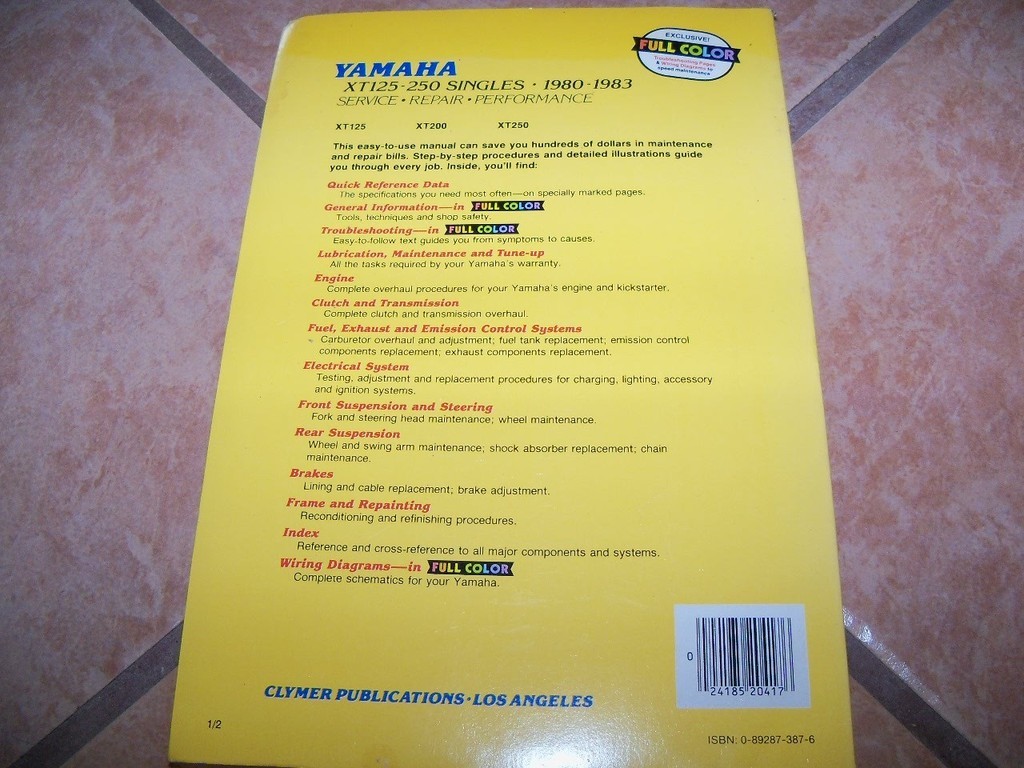 EXCLUSIVE!
FULL COLOR
Troubleshooting Pages
& Wiring Diagrams to
speed maintenance
YAMAHA
XT125-250 SINGLES • 1980-1983
SERVICE • REPAIR • PERFORMANCE
XT125 XT200 XT250
This easy-to-use manual can save you hundreds of dollars in maintenance
and repair bills. Step-by-step procedures and detailed illustrations guide
you through every job. Inside, you'll find:
Quick Reference Data
The specifications you need most often—on specially marked pages.
General Information—in FULL COLOR
Tools, techniques and shop safety.
Troubleshooting—in FULL COLOR
Easy-to-follow text guides you from symptoms to causes.
Lubrication, Maintenance and Tune-up
All the tasks required by your Yamaha's warranty.
Engine
Complete overhaul procedures for your Yamaha's engine and kickstarter.
Clutch and Transmission
Complete clutch and transmission overhaul.
Fuel, Exhaust and Emission Control Systems
Carburetor overhaul and adjustment; fuel tank replacement; emission control
components replacement; exhaust components replacement.
Electrical System
Testing, adjustment and replacement procedures for charging, lighting, accessory
and ignition systems.
Front Suspension and Steering
Fork and steering head maintenance; wheel maintenance.
Rear Suspension
Wheel and swing arm maintenance; shock absorber replacement; chain
maintenance.
Brakes
Lining and cable replacement; brake adjustment.
Frame and Repainting
Reconditioning and refinishing procedures.
Index
Reference and cross-reference to all major components and systems.
Wiring Diagrams—in FULL COLOR
Complete schematics for your Yamaha.
0
24185 20417
CLYMER PUBLICATIONS • LOS ANGELES
1/2
ISBN: 0-89287-387-6